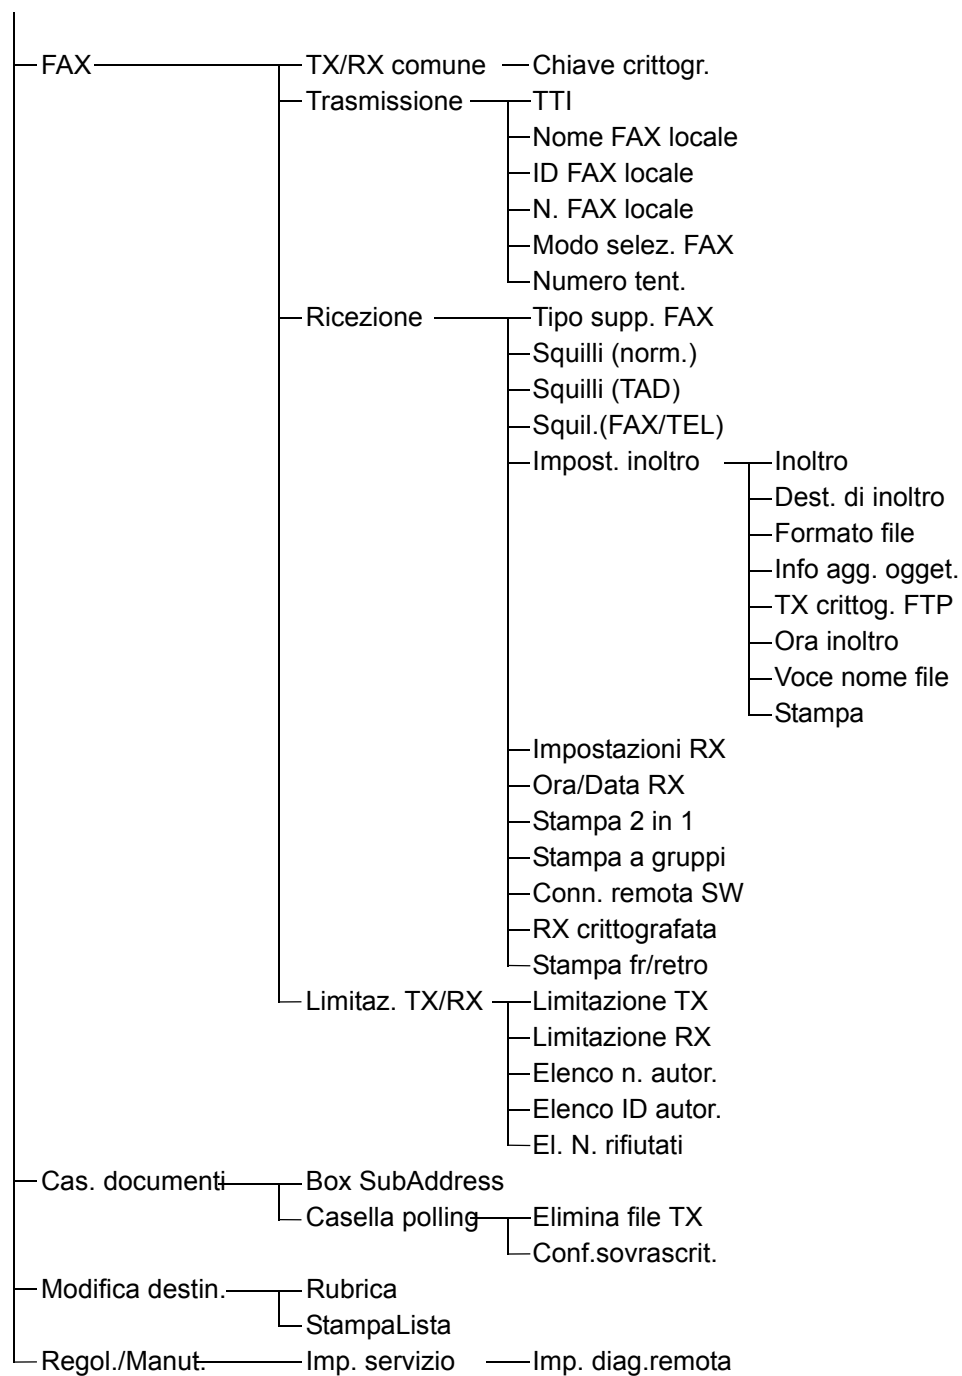 FAX TX/RX comune Chiave crittogr.
Trasmissione TTI
Nome FAX locale
ID FAX locale
N. FAX locale
Modo selez. FAX
Numero tent.
Ricezione Tipo supp. FAX
Squilli (norm.)
Squilli (TAD)
Squil.(FAX/TEL)
Impost. inoltro Inoltro
Dest. di inoltro
Formato file
Info agg. ogget.
TX crittog. FTP
Ora inoltro
Voce nome file
Stampa
Impostazioni RX
Ora/Data RX
Stampa 2 in 1
Stampa a gruppi
Conn. remota SW
RX crittografata
Stampa fr/retro
Limitaz. TX/RX Limitazione TX
Limitazione RX
Elenco n. autor.
Elenco ID autor.
El. N. rifiutati
Cas. documenti Box SubAddress
Casella polling Elimina file TX
Conf.sovrascrit.
Modifica destin. Rubrica
StampaLista
Regol./Manut. Imp. servizio Imp. diag.remota